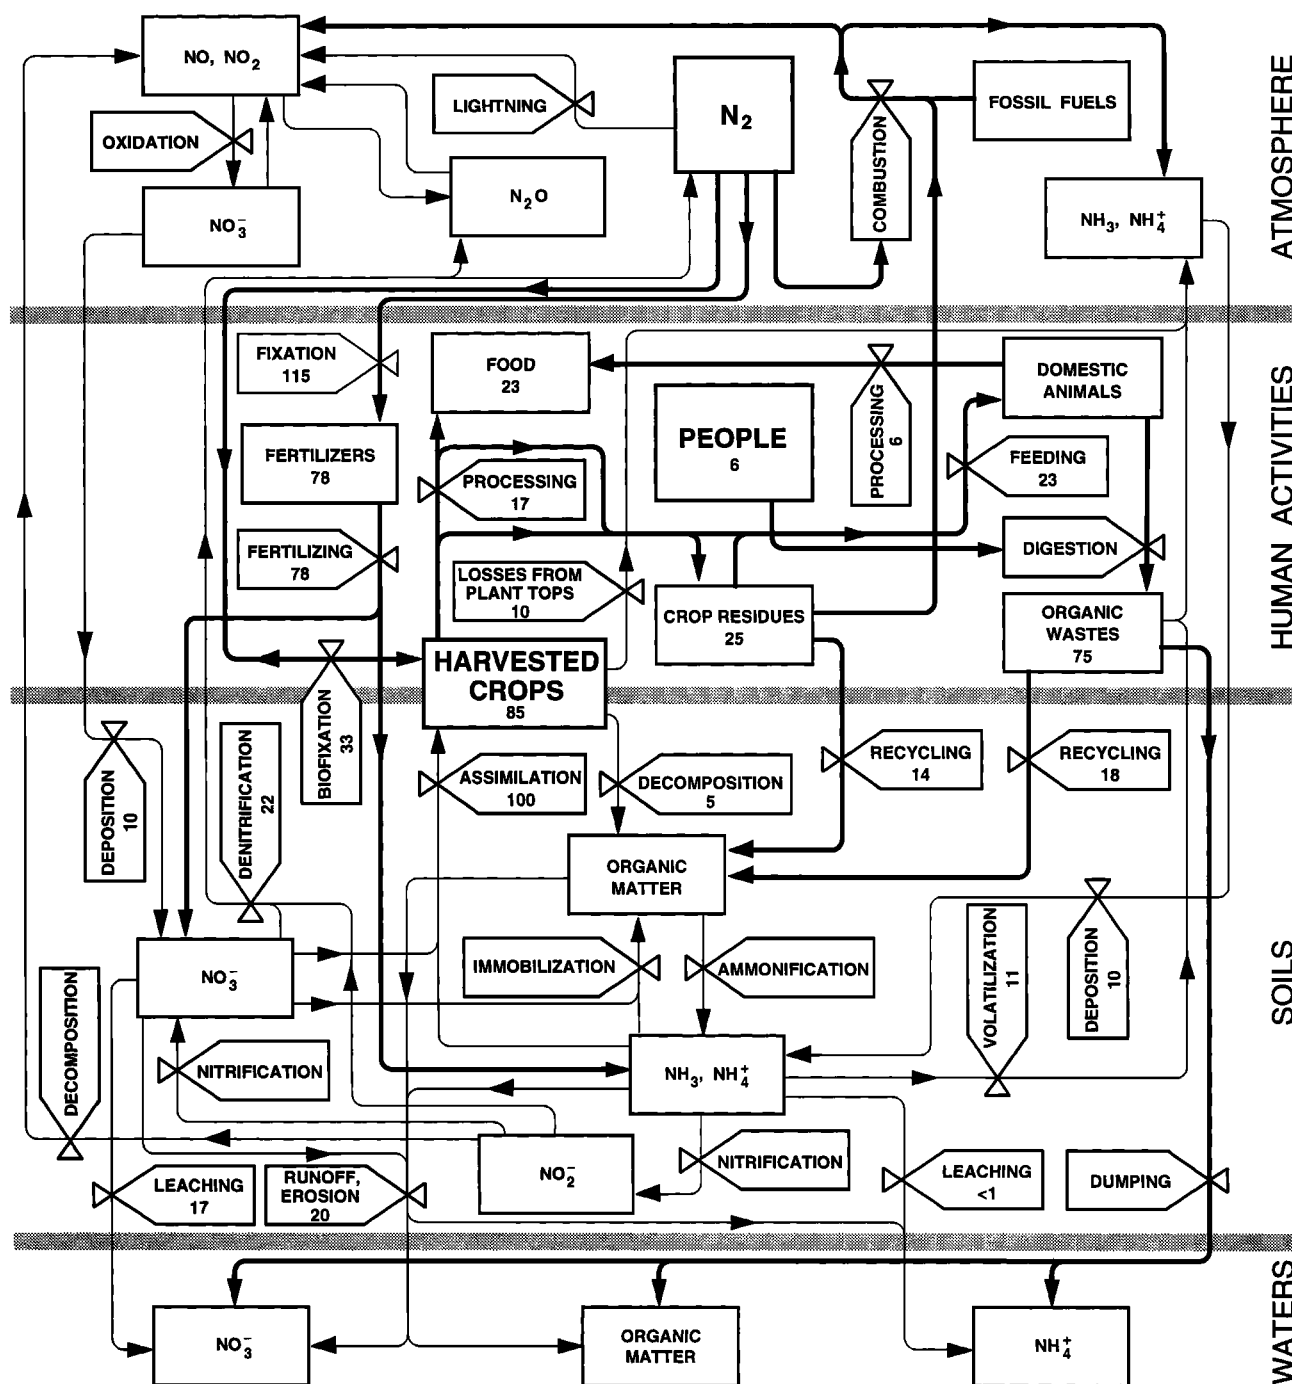 NO, NO₂
LIGHTNING
N₂
FOSSIL FUELS
OXIDATION
COMBUSTION
N₂O
NO₃⁻
NH₃, NH₄⁺
ATMOSPHERE
FIXATION
115
FOOD
23
PROCESSING
6
DOMESTIC
ANIMALS
PEOPLE
6
FERTILIZERS
78
PROCESSING
17
FEEDING
23
FERTILIZING
78
DIGESTION
LOSSES FROM
PLANT TOPS
10
CROP RESIDUES
25
ORGANIC
WASTES
75
HARVESTED
CROPS
85
HUMAN ACTIVITIES
BIOFIXATION
33
DEPOSITION
10
DENITRIFICATION
22
ASSIMILATION
100
DECOMPOSITION
5
RECYCLING
14
RECYCLING
18
ORGANIC
MATTER
NO₃⁻
IMMOBILIZATION
AMMONIFICATION
VOLATILIZATION
11
DEPOSITION
10
SOILS
DECOMPOSITION
NITRIFICATION
NH₃, NH₄⁺
LEACHING
17
RUNOFF,
EROSION
20
NO₂⁻
NITRIFICATION
LEACHING
<1
DUMPING
NO₃⁻
ORGANIC
MATTER
NH₄⁺
WATERS